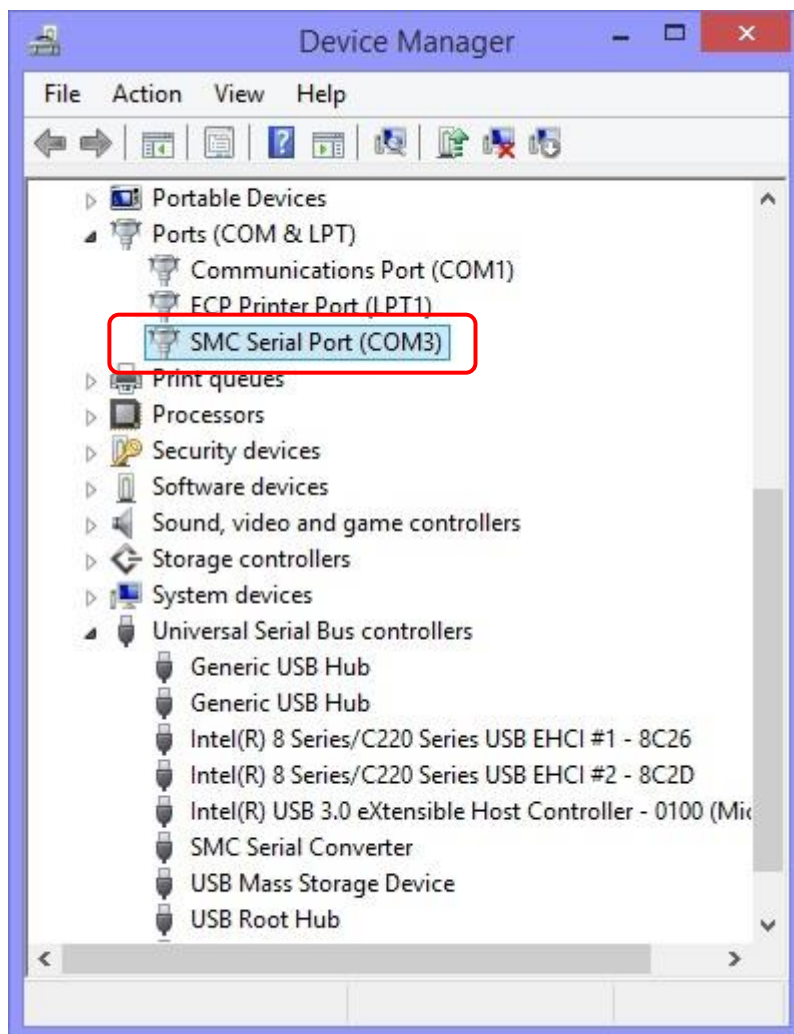 Device Manager
File Action View Help
Portable Devices
Ports (COM & LPT)
Communications Port (COM1)
ECP Printer Port (LPT1)
SMC Serial Port (COM3)
Print queues
Processors
Security devices
Software devices
Sound, video and game controllers
Storage controllers
System devices
Universal Serial Bus controllers
Generic USB Hub
Generic USB Hub
Intel(R) 8 Series/C220 Series USB EHCI #1 - 8C26
Intel(R) 8 Series/C220 Series USB EHCI #2 - 8C2D
Intel(R) USB 3.0 eXtensible Host Controller - 0100 (Mic
SMC Serial Converter
USB Mass Storage Device
USB Root Hub